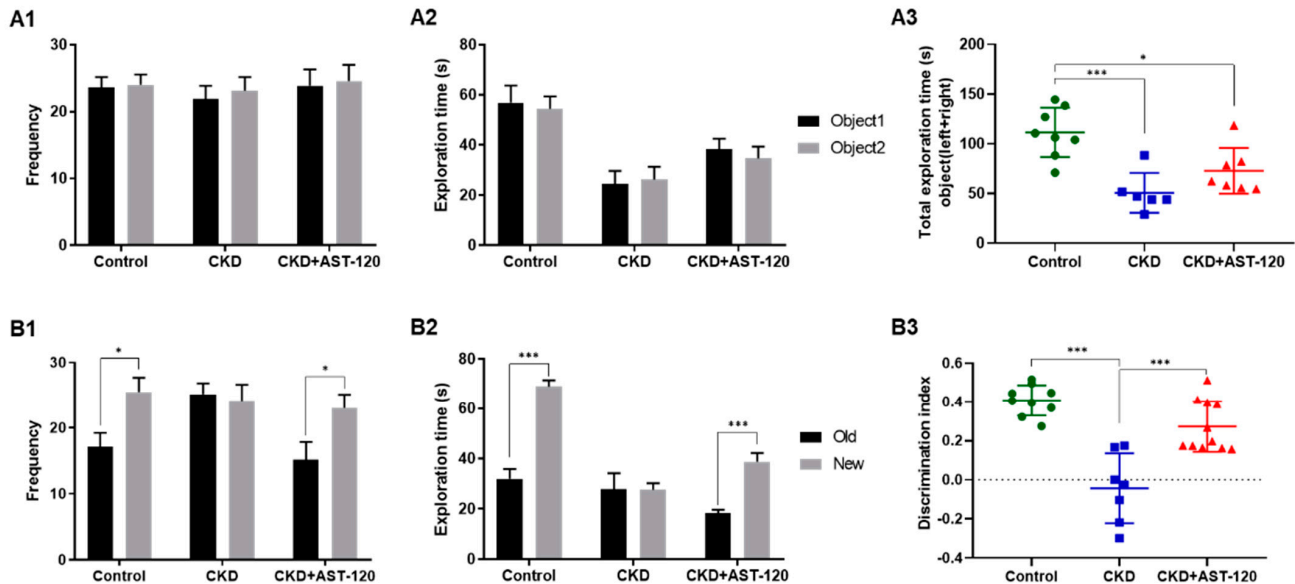 A1
Frequency
30
20
10
0
Control CKD CKD+AST-120
A2
Exploration time (s)
80
60
40
20
0
Control CKD CKD+AST-120
Object1
Object2
A3
Total exploration time (s)
object(left+right)
200
150
100
50
0
***
*
Control CKD CKD+AST-120
B1
Frequency
30
20
10
0
*
*
Control CKD CKD+AST-120
B2
Exploration time (s)
80
60
40
20
0
***
***
Control CKD CKD+AST-120
Old
New
B3
Discrimination index
0.6
0.4
0.2
0.0
-0.2
-0.4
***
***
Control CKD CKD+AST-120